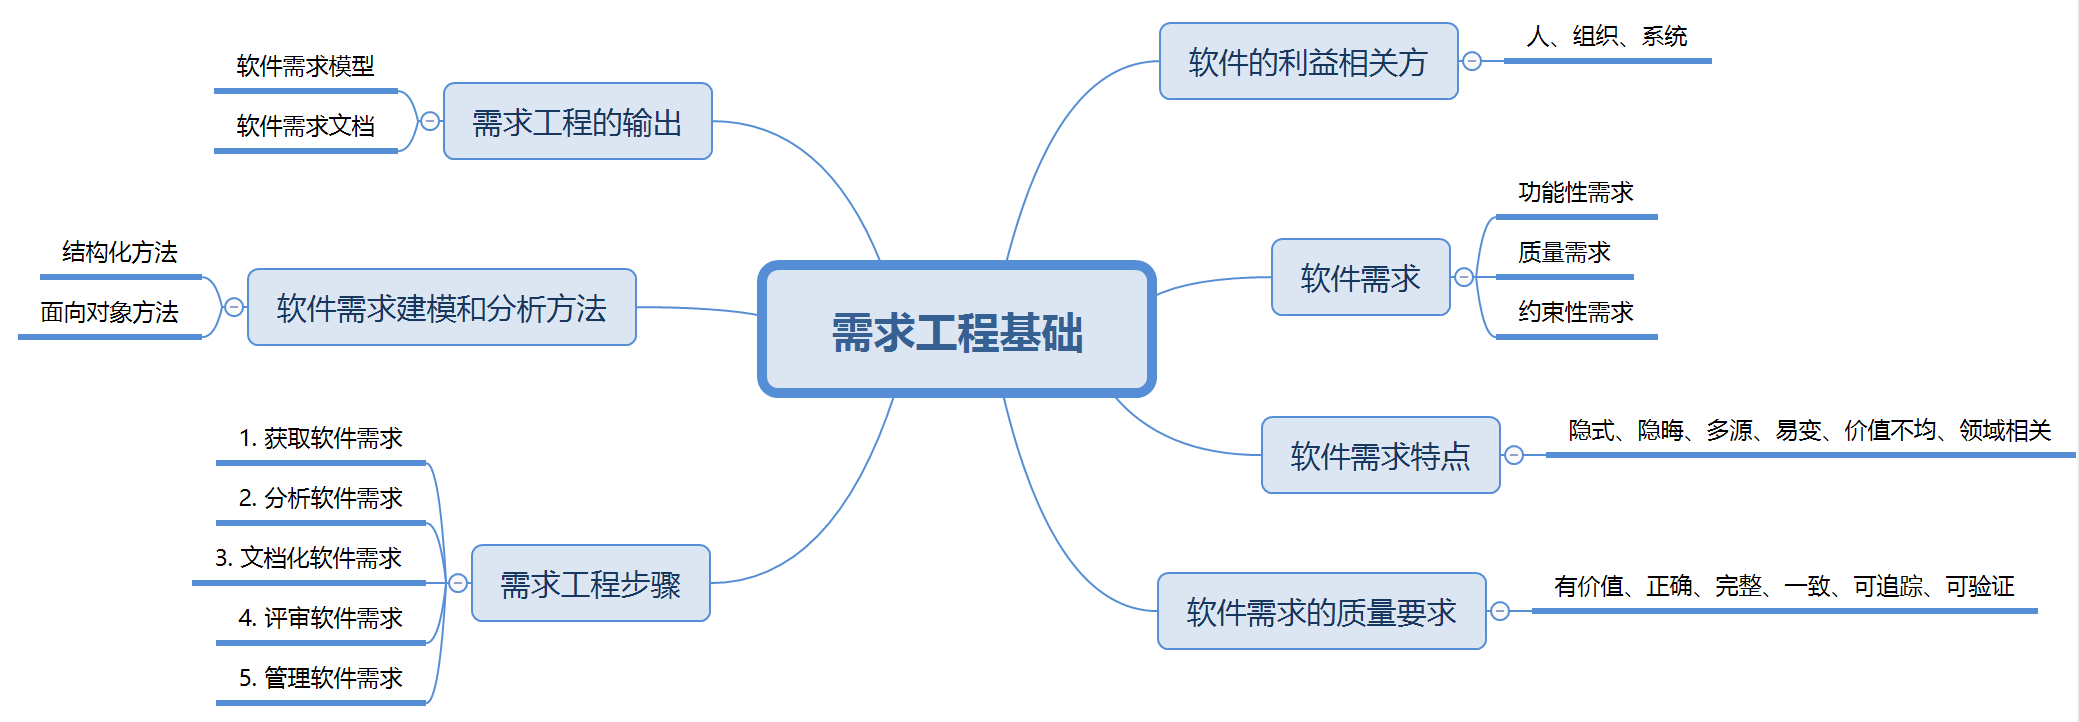 需求工程基础
软件的利益相关方
人、组织、系统
软件需求
功能性需求
质量需求
约束性需求
软件需求特点
隐式、隐晦、多源、易变、价值不均、领域相关
软件需求的质量要求
有价值、正确、完整、一致、可追踪、可验证
需求工程的输出
软件需求模型
软件需求文档
软件需求建模和分析方法
结构化方法
面向对象方法
需求工程步骤
1. 获取软件需求
2. 分析软件需求
3. 文档化软件需求
4. 评审软件需求
5. 管理软件需求